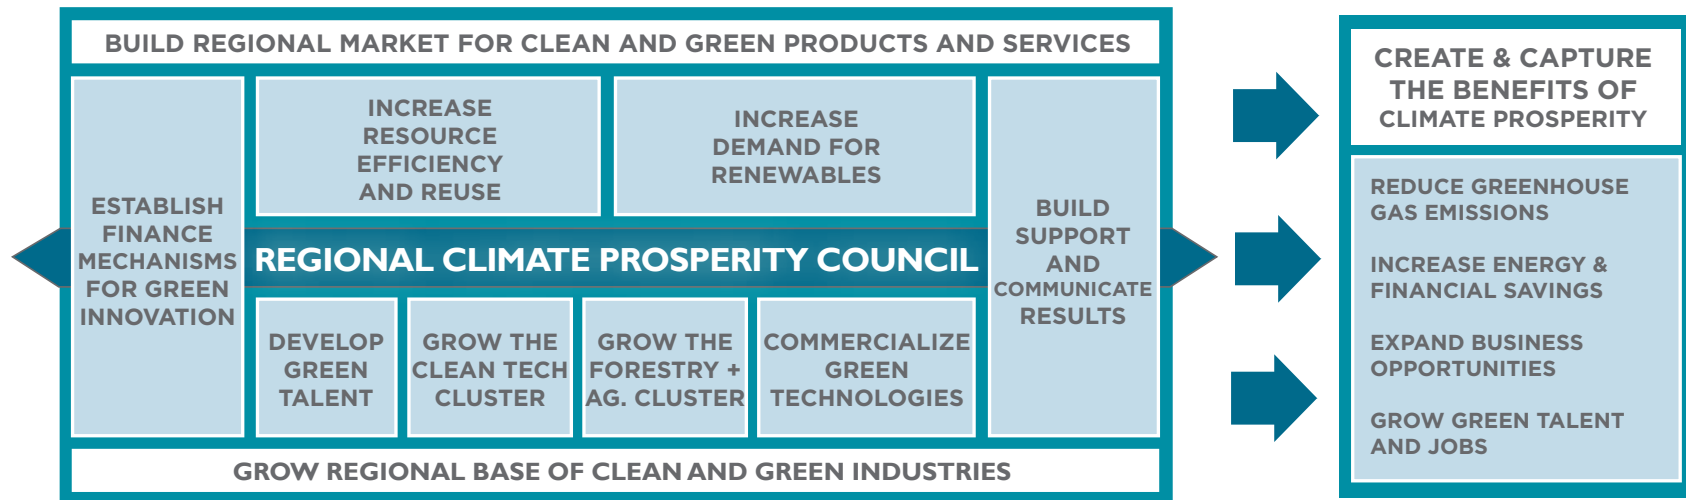 BUILD REGIONAL MARKET FOR CLEAN AND GREEN PRODUCTS AND SERVICES
ESTABLISH
FINANCE
MECHANISMS
FOR GREEN
INNOVATION
INCREASE
RESOURCE
EFFICIENCY
AND REUSE
INCREASE
DEMAND FOR
RENEWABLES
BUILD
SUPPORT
AND
COMMUNICATE
RESULTS
REGIONAL CLIMATE PROSPERITY COUNCIL
DEVELOP
GREEN
TALENT
GROW THE
CLEAN TECH
CLUSTER
GROW THE
FORESTRY +
AG. CLUSTER
COMMERCIALIZE
GREEN
TECHNOLOGIES
GROW REGIONAL BASE OF CLEAN AND GREEN INDUSTRIES
CREATE & CAPTURE
THE BENEFITS OF
CLIMATE PROSPERITY
REDUCE GREENHOUSE
GAS EMISSIONS
INCREASE ENERGY &
FINANCIAL SAVINGS
EXPAND BUSINESS
OPPORTUNITIES
GROW GREEN TALENT
AND JOBS